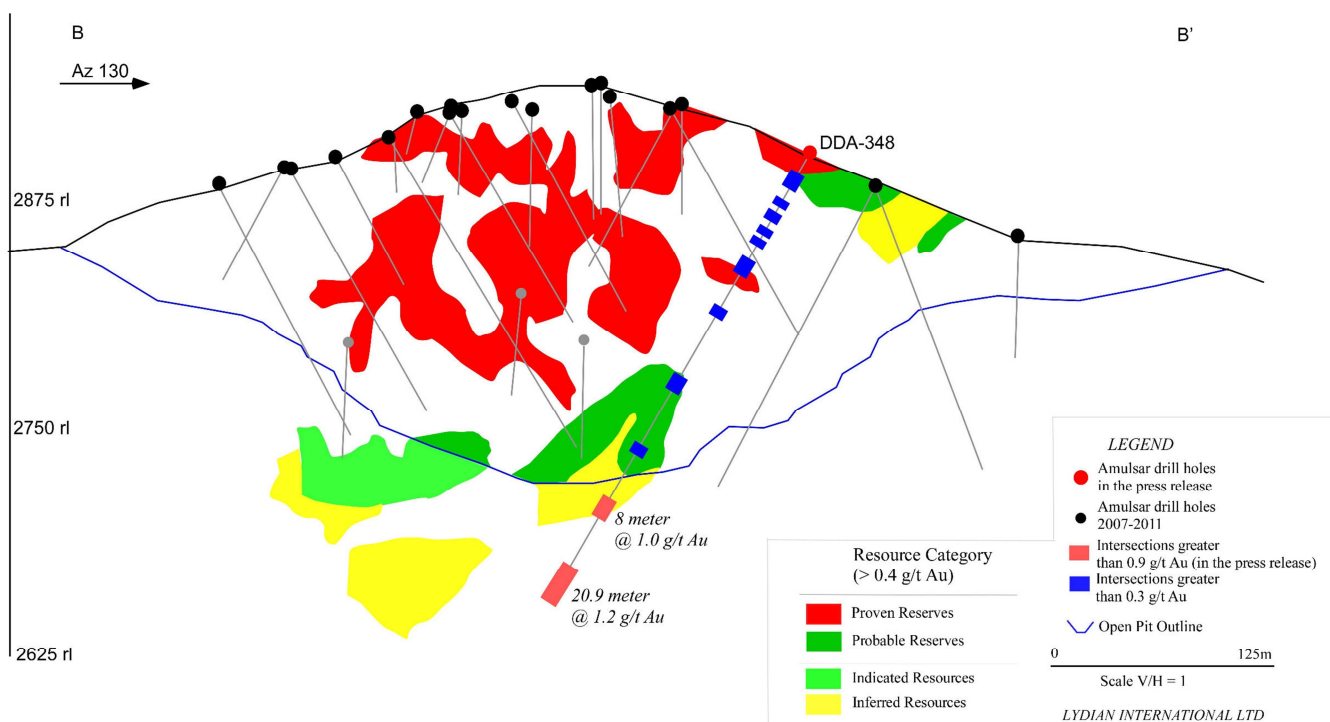 B
B'
Az 130
DDA-348
2875 rl
2750 rl
2625 rl
8 meter
@ 1.0 g/t Au
20.9 meter
@ 1.2 g/t Au
Resource Category
(> 0.4 g/t Au)
Proven Reserves
Probable Reserves
Indicated Resources
Inferred Resources
LEGEND
Amulsar drill holes
in the press release
Amulsar drill holes
2007-2011
Intersections greater
than 0.9 g/t Au (in the press release)
Intersections greater
than 0.3 g/t Au
Open Pit Outline
0 125m
Scale V/H = 1
LYDIAN INTERNATIONAL LTD